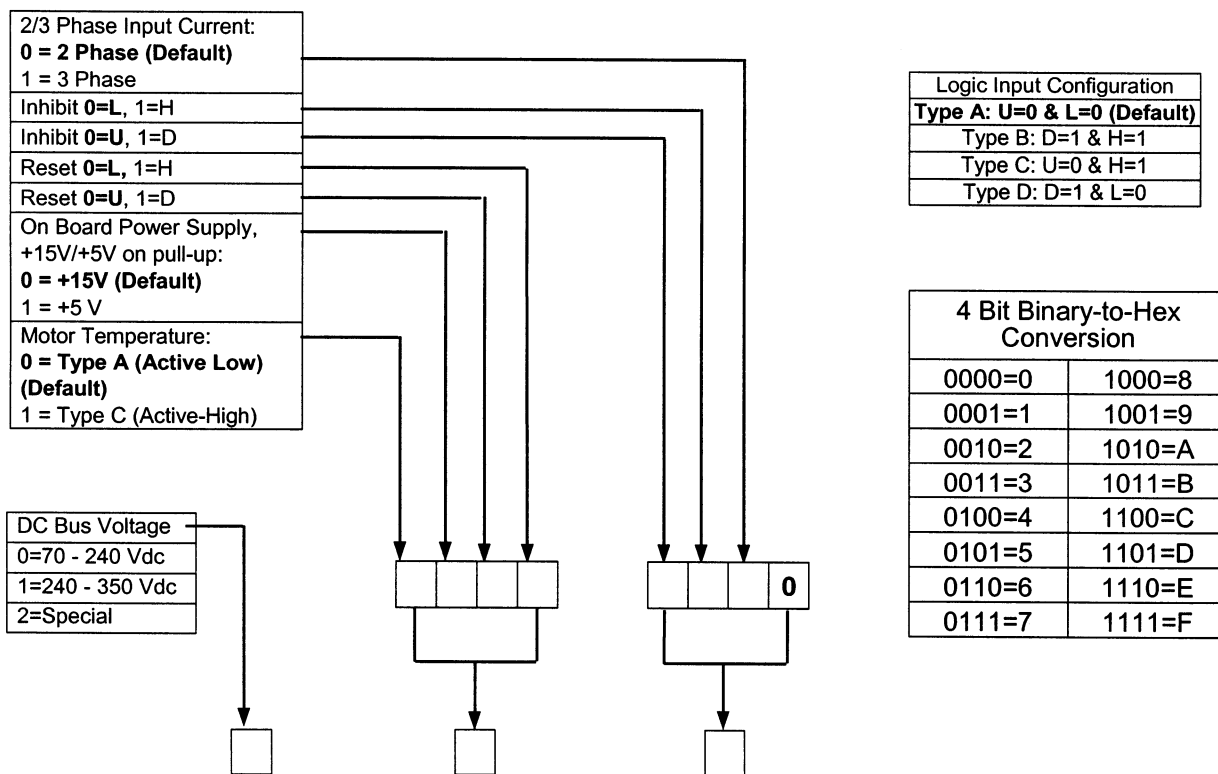 2/3 Phase Input Current:
0 = 2 Phase (Default)
1 = 3 Phase
Inhibit 0=L, 1=H
Inhibit 0=U, 1=D
Reset 0=L, 1=H
Reset 0=U, 1=D
On Board Power Supply,
+15V/+5V on pull-up:
0 = +15V (Default)
1 = +5 V
Motor Temperature:
0 = Type A (Active Low)
(Default)
1 = Type C (Active-High)
Logic Input Configuration
Type A: U=0 & L=0 (Default)
Type B: D=1 & H=1
Type C: U=0 & H=1
Type D: D=1 & L=0
4 Bit Binary-to-Hex
Conversion
0000=0 1000=8
0001=1 1001=9
0010=2 1010=A
0011=3 1011=B
0100=4 1100=C
0101=5 1101=D
0110=6 1110=E
0111=7 1111=F
DC Bus Voltage
0=70 - 240 Vdc
1=240 - 350 Vdc
2=Special
0